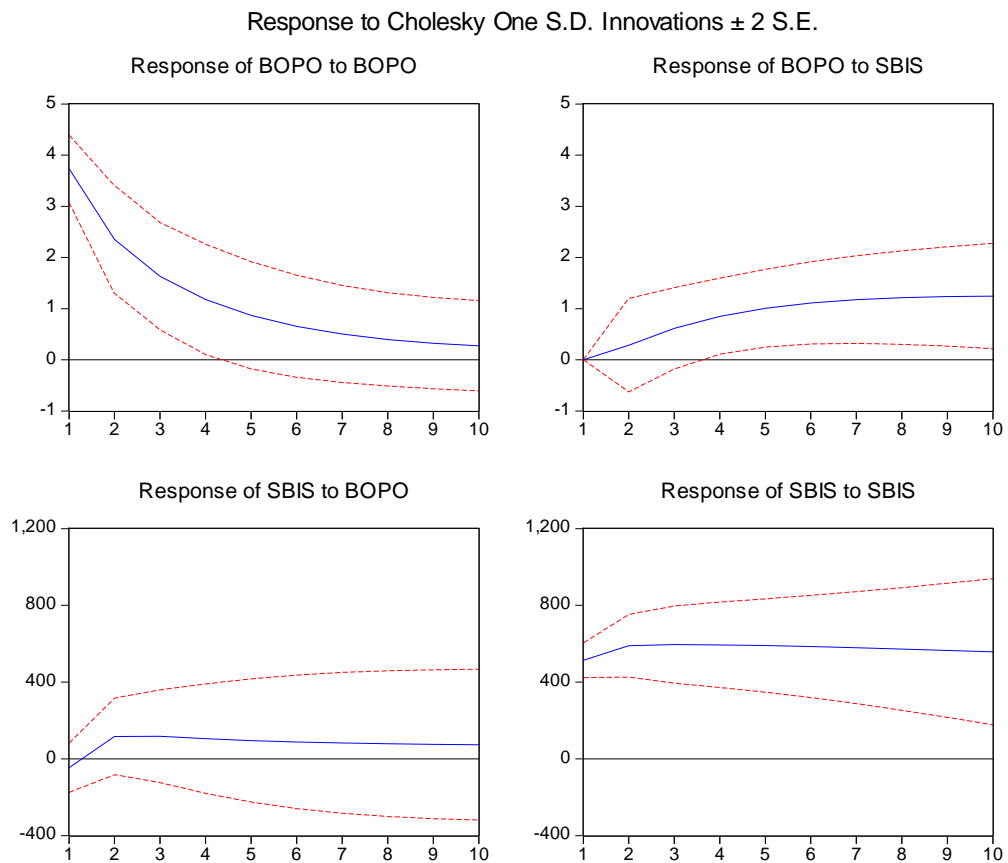 Response to Cholesky One S.D. Innovations ± 2 S.E.
Response of BOPO to BOPO
5
4
3
2
1
0
-1
1 2 3 4 5 6 7 8 9 10
Response of BOPO to SBIS
5
4
3
2
1
0
-1
1 2 3 4 5 6 7 8 9 10
Response of SBIS to BOPO
1,200
800
400
0
-400
1 2 3 4 5 6 7 8 9 10
Response of SBIS to SBIS
1,200
800
400
0
-400
1 2 3 4 5 6 7 8 9 10